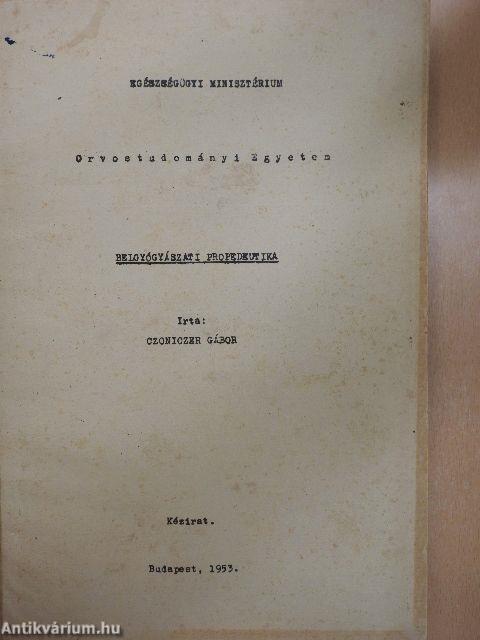 EGÉSZSÉGÜGYI MINISZTÉRIUM
Orvostudományi Egyetem
BELGYÓGYÁSZATI PROPEDEUTIKA
Irta:
CZONICZER GÁBOR
Kézirat.
Budapest, 1953.
Antikvárium.hu